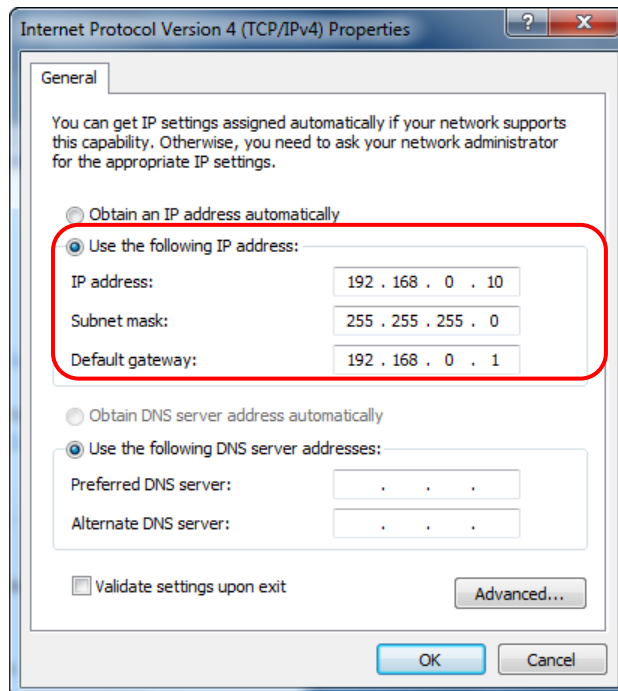 Internet Protocol Version 4 (TCP/IPv4) Properties
General
You can get IP settings assigned automatically if your network supports
this capability. Otherwise, you need to ask your network administrator
for the appropriate IP settings.
Obtain an IP address automatically
Use the following IP address:
IP address: 192 . 168 . 0 . 10
Subnet mask: 255 . 255 . 255 . 0
Default gateway: 192 . 168 . 0 . 1
Obtain DNS server address automatically
Use the following DNS server addresses:
Preferred DNS server: . . .
Alternate DNS server: . . .
Validate settings upon exit
Advanced...
OK Cancel